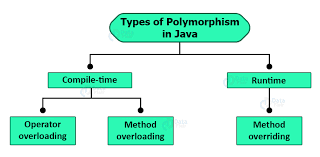 Types of Polymorphism
in Java
Compile-time
Runtime
Operator
overloading
Method
overloading
Method
overriding